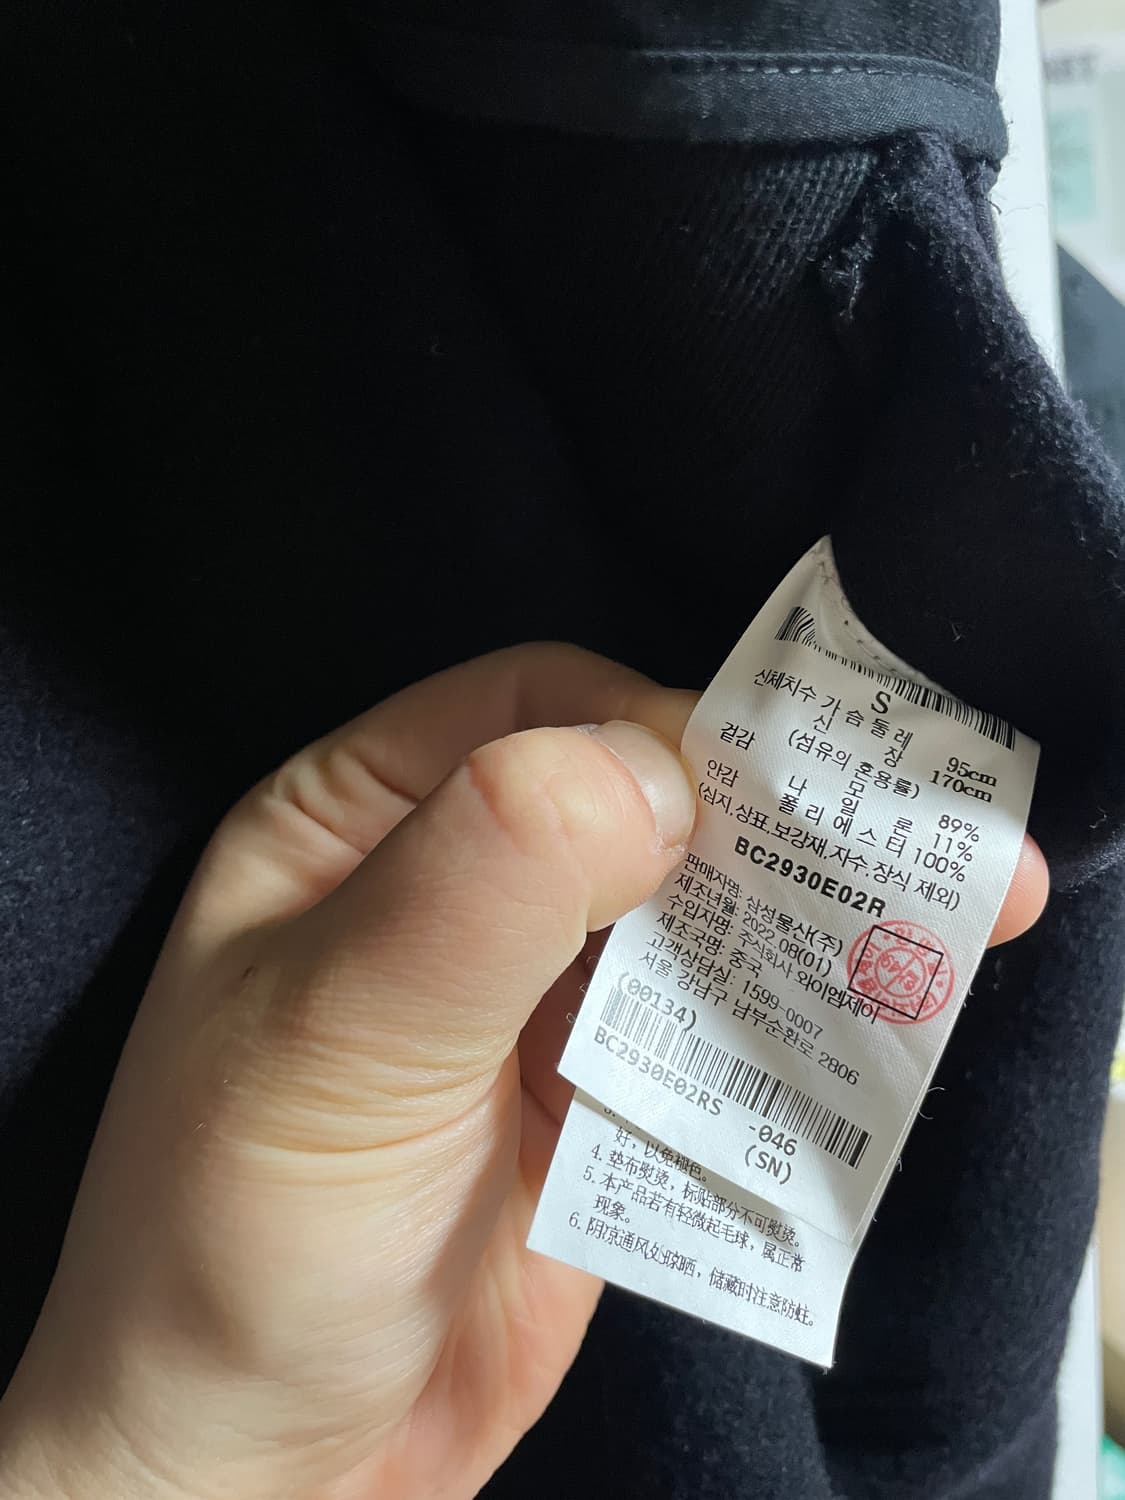 S
신체치수 가슴둘레 95cm
신 장 170cm
(섬유의 혼용률)
겉감 모 89%
나 일 론 11%
안감 폴리에스터 100%
(심지,상표,보강재,자수,장식 제외)
BC2930E02R
판매자명: 삼성물산(주)
제조년월: 2022.08(01)
수입자명: 주식회사 와이엠제이
제조국명: 중국
고객상담실: 1599-0007
서울 강남구 남부순환로 2806
(00134)
BC2930E02RS -046
(SN)
好，以免褪色。
4. 垫布熨烫，标贴部分不可熨烫。
5. 本产品若有轻微起毛球，属正常
现象。
6. 阴凉通风处晾晒，储藏时注意防蛀。